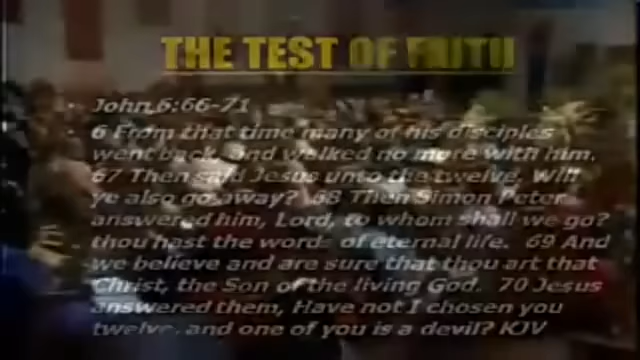 THE TEST OF FAITH
John 6:66-71
6 From that time many of his disciples
went back, and walked no more with him.
67 Then said Jesus unto the twelve, Will
ye also go away? 68 Then Simon Peter
answered him, Lord, to whom shall we go?
thou hast the words of eternal life. 69 And
we believe and are sure that thou art that
Christ, the Son of the living God. 70 Jesus
answered them, Have not I chosen you
twelve, and one of you is a devil? KJV